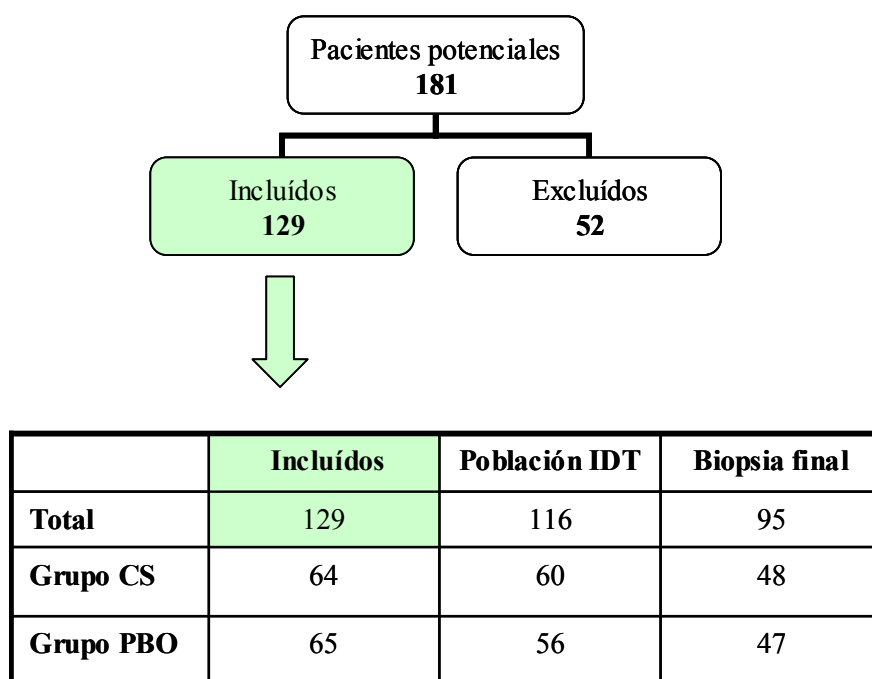 Pacientes potenciales
181
Incluídos
129
Excluídos
52
Incluídos Población IDT Biopsia final
Total 129 116 95
Grupo CS 64 60 48
Grupo PBO 65 56 47